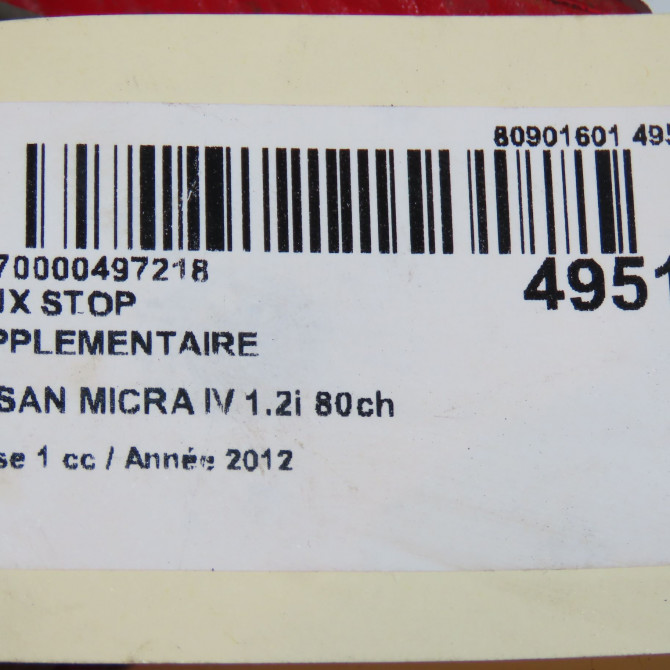 80901601 495
70000497218
4951
UX STOP
PPLEMENTAIRE
SAN MICRA IV 1.2i 80ch
se 1 cc / Année 2012